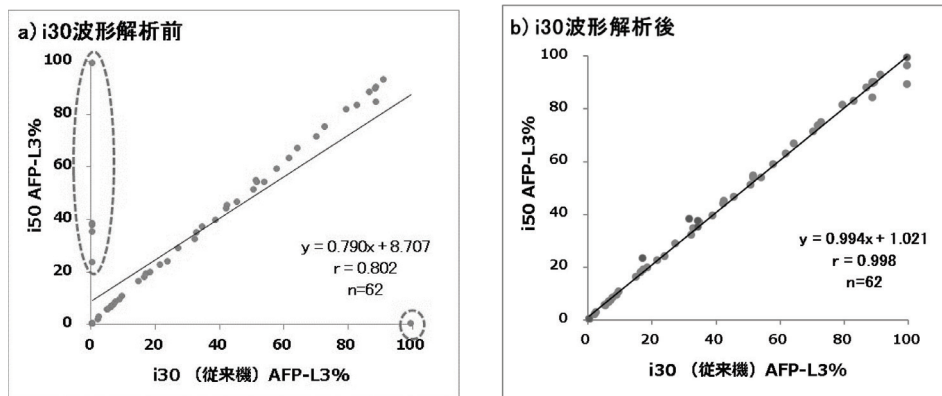 a) i30波形解析前
i50 AFP-L3%
100
80
60
40
20
0
y = 0.790x + 8.707
r = 0.802
n=62
0 20 40 60 80 100
i30 (従来機) AFP-L3%
b) i30波形解析後
i50 AFP-L3%
100
80
60
40
20
0
y = 0.994x + 1.021
r = 0.998
n=62
0 20 40 60 80 100
i30 (従来機) AFP-L3%